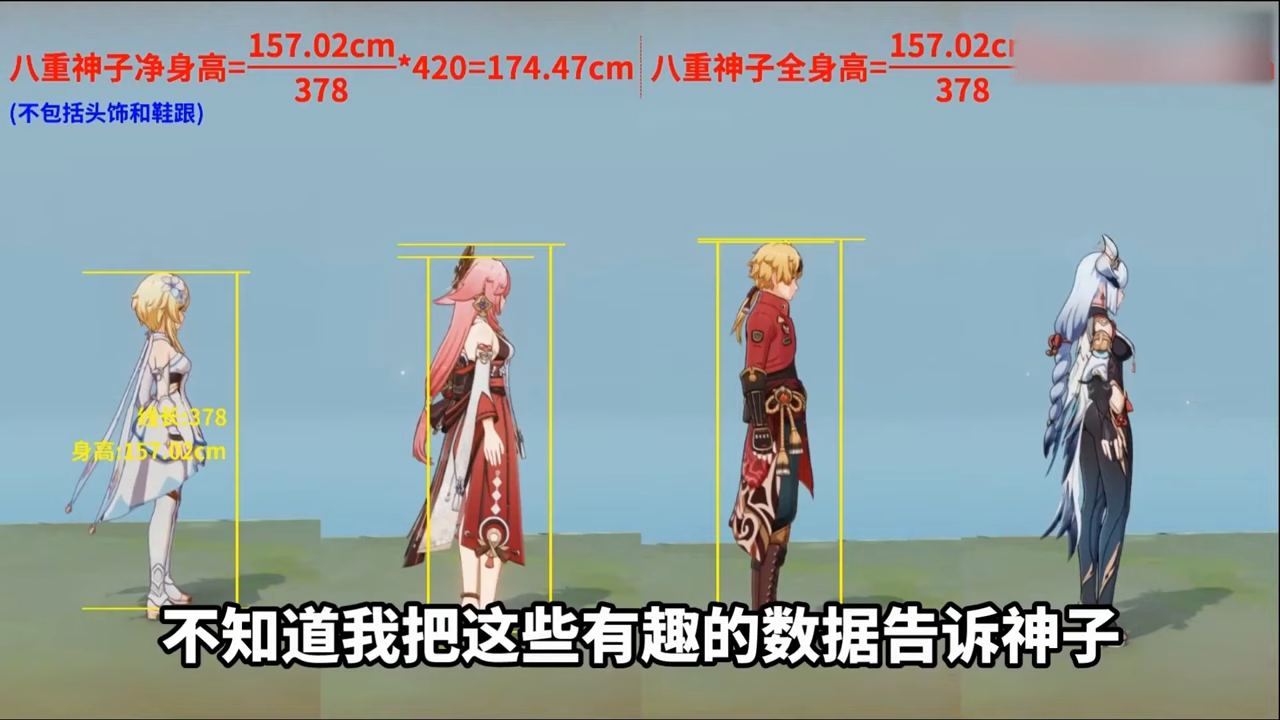 八重神子净身高=157.02cm/378*420=174.47cm
(不包括头饰和鞋跟)
八重神子全身高=157.02c/378
线长:378
身高:157.02cm
不知道我把这些有趣的数据告诉神子